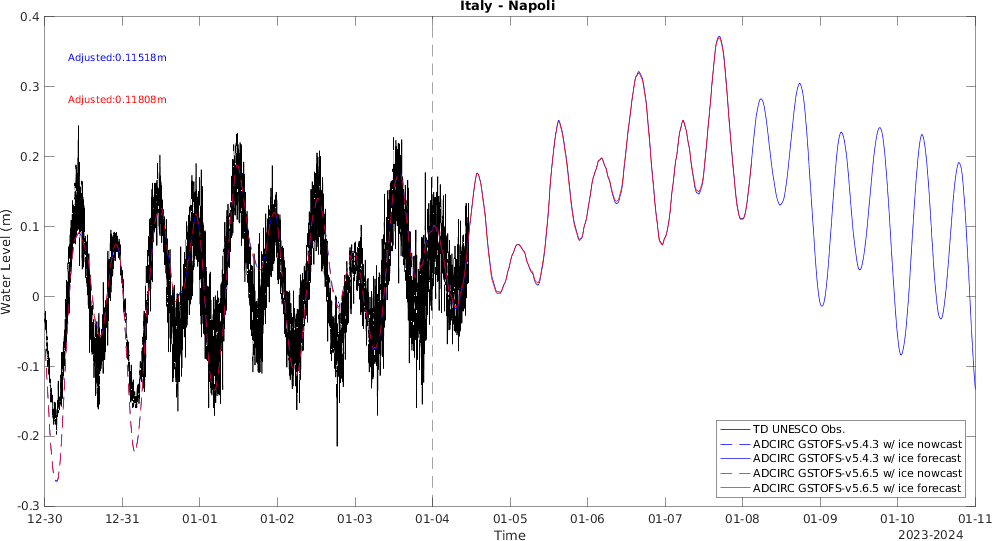 Italy - Napoli
0.4
0.3
0.2
0.1
0
-0.1
-0.2
-0.3
Water Level (m)
Adjusted:0.11518m
Adjusted:0.11808m
TD UNESCO Obs.
ADCIRC GSTOFS-v5.4.3 w/ ice nowcast
ADCIRC GSTOFS-v5.4.3 w/ ice forecast
ADCIRC GSTOFS-v5.6.5 w/ ice nowcast
ADCIRC GSTOFS-v5.6.5 w/ ice forecast
12-30 12-31 01-01 01-02 01-03 01-04 01-05 01-06 01-07 01-08 01-09 01-10 01-11
Time
2023-2024